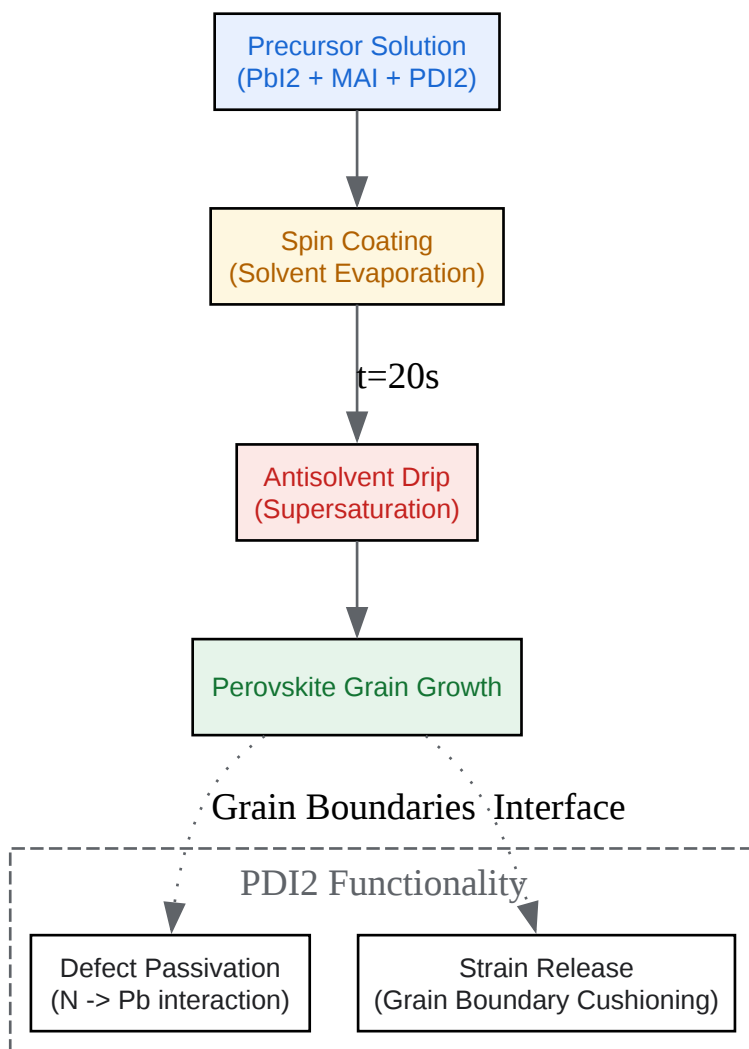 Precursor Solution
(PbI2 + MAI + PDI2)
Spin Coating
(Solvent Evaporation)
t=20s
Antisolvent Drip
(Supersaturation)
Perovskite Grain Growth
Grain Boundaries
Interface
PDI2 Functionality
Defect Passivation
(N -> Pb interaction)
Strain Release
(Grain Boundary Cushioning)